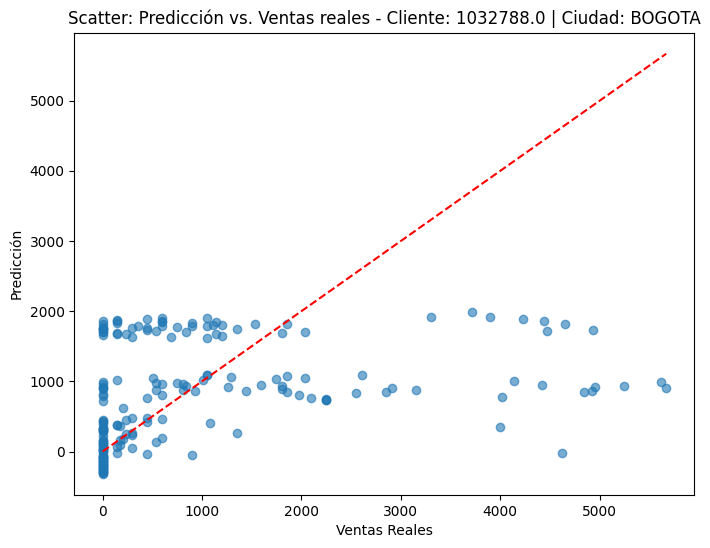 Scatter: Predicción vs. Ventas reales - Cliente: 1032788.0 | Ciudad: BOGOTA
5000
4000
3000
2000
1000
0
Predicción
0 1000 2000 3000 4000 5000
Ventas Reales